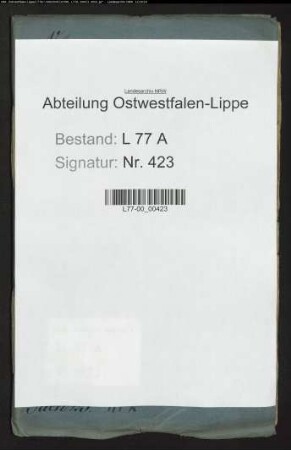 Landesarchiv NRW
Abteilung Ostwestfalen-Lippe
Bestand: L 77 A
Signatur: Nr. 423
L77-00_00423